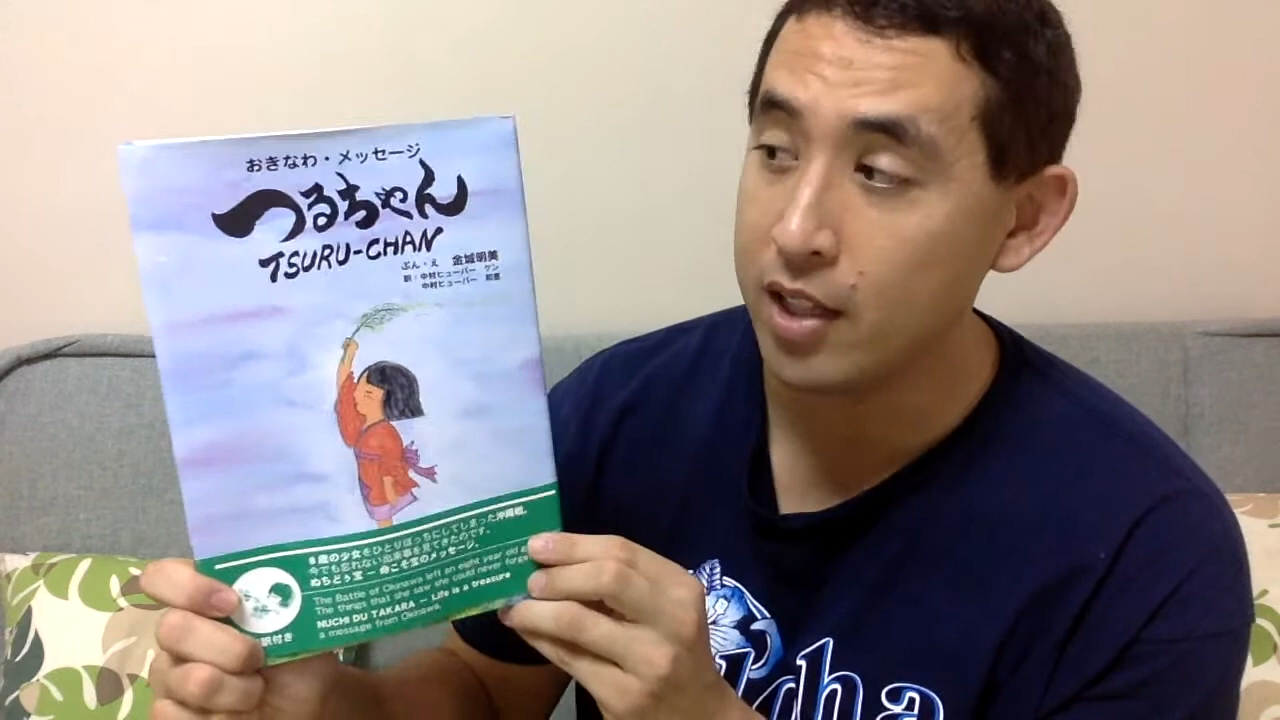 おきなわ・メッセージ
つるちゃん
TSURU-CHAN
ぶん・え 金城明美
訳・中村ヒューバー ケン
中村ヒューバー 和恵
8歳の少女をひとりぼっちにしてしまった沖縄戦。
今でも忘れない出来事を見てきたのです。
ぬちどぅ宝 — 命こそ宝のメッセージ。
The Battle of Okinawa left an eight year old
The things that she saw she could never forget
NUCHI DU TAKARA — Life is a treasure
a message from Okinawa.
訳付き